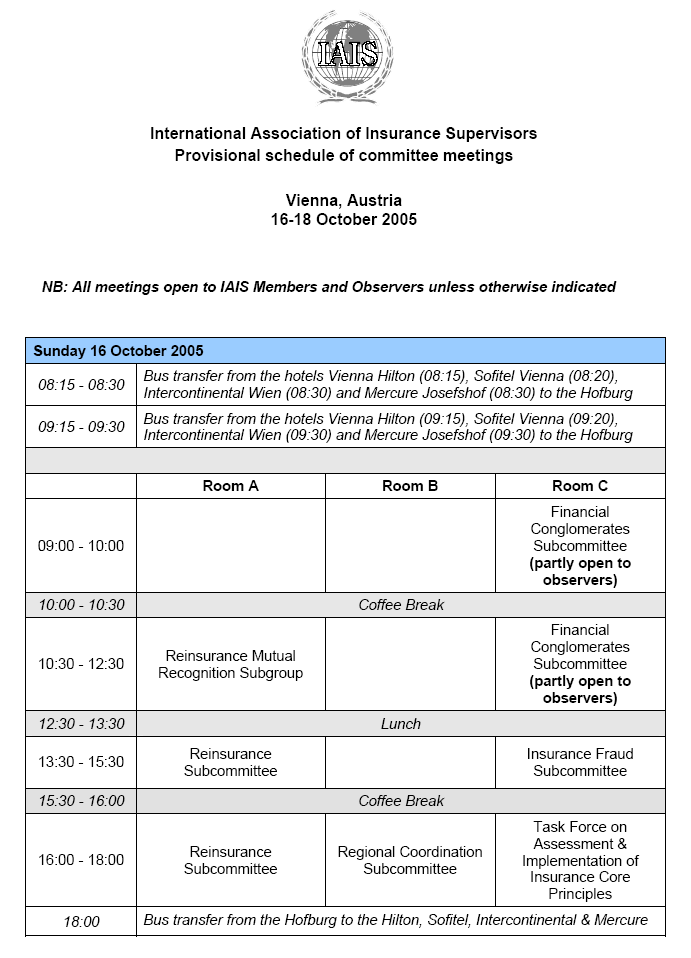 IAIS
International Association of Insurance Supervisors
Provisional schedule of committee meetings
Vienna, Austria
16-18 October 2005
NB: All meetings open to IAIS Members and Observers unless otherwise indicated
Sunday 16 October 2005
08:15 - 08:30
Bus transfer from the hotels Vienna Hilton (08:15), Sofitel Vienna (08:20),
Intercontinental Wien (08:30) and Mercure Josefshof (08:30) to the Hofburg
09:15 - 09:30
Bus transfer from the hotels Vienna Hilton (09:15), Sofitel Vienna (09:20),
Intercontinental Wien (09:30) and Mercure Josefshof (09:30) to the Hofburg
Room A
Room B
Room C
09:00 - 10:00
Financial
Conglomerates
Subcommittee
(partly open to
observers)
10:00 - 10:30
Coffee Break
10:30 - 12:30
Reinsurance Mutual
Recognition Subgroup
Financial
Conglomerates
Subcommittee
(partly open to
observers)
12:30 - 13:30
Lunch
13:30 - 15:30
Reinsurance
Subcommittee
Insurance Fraud
Subcommittee
15:30 - 16:00
Coffee Break
16:00 - 18:00
Reinsurance
Subcommittee
Regional Coordination
Subcommittee
Task Force on
Assessment &
Implementation of
Insurance Core
Principles
18:00
Bus transfer from the Hofburg to the Hilton, Sofitel, Intercontinental & Mercure